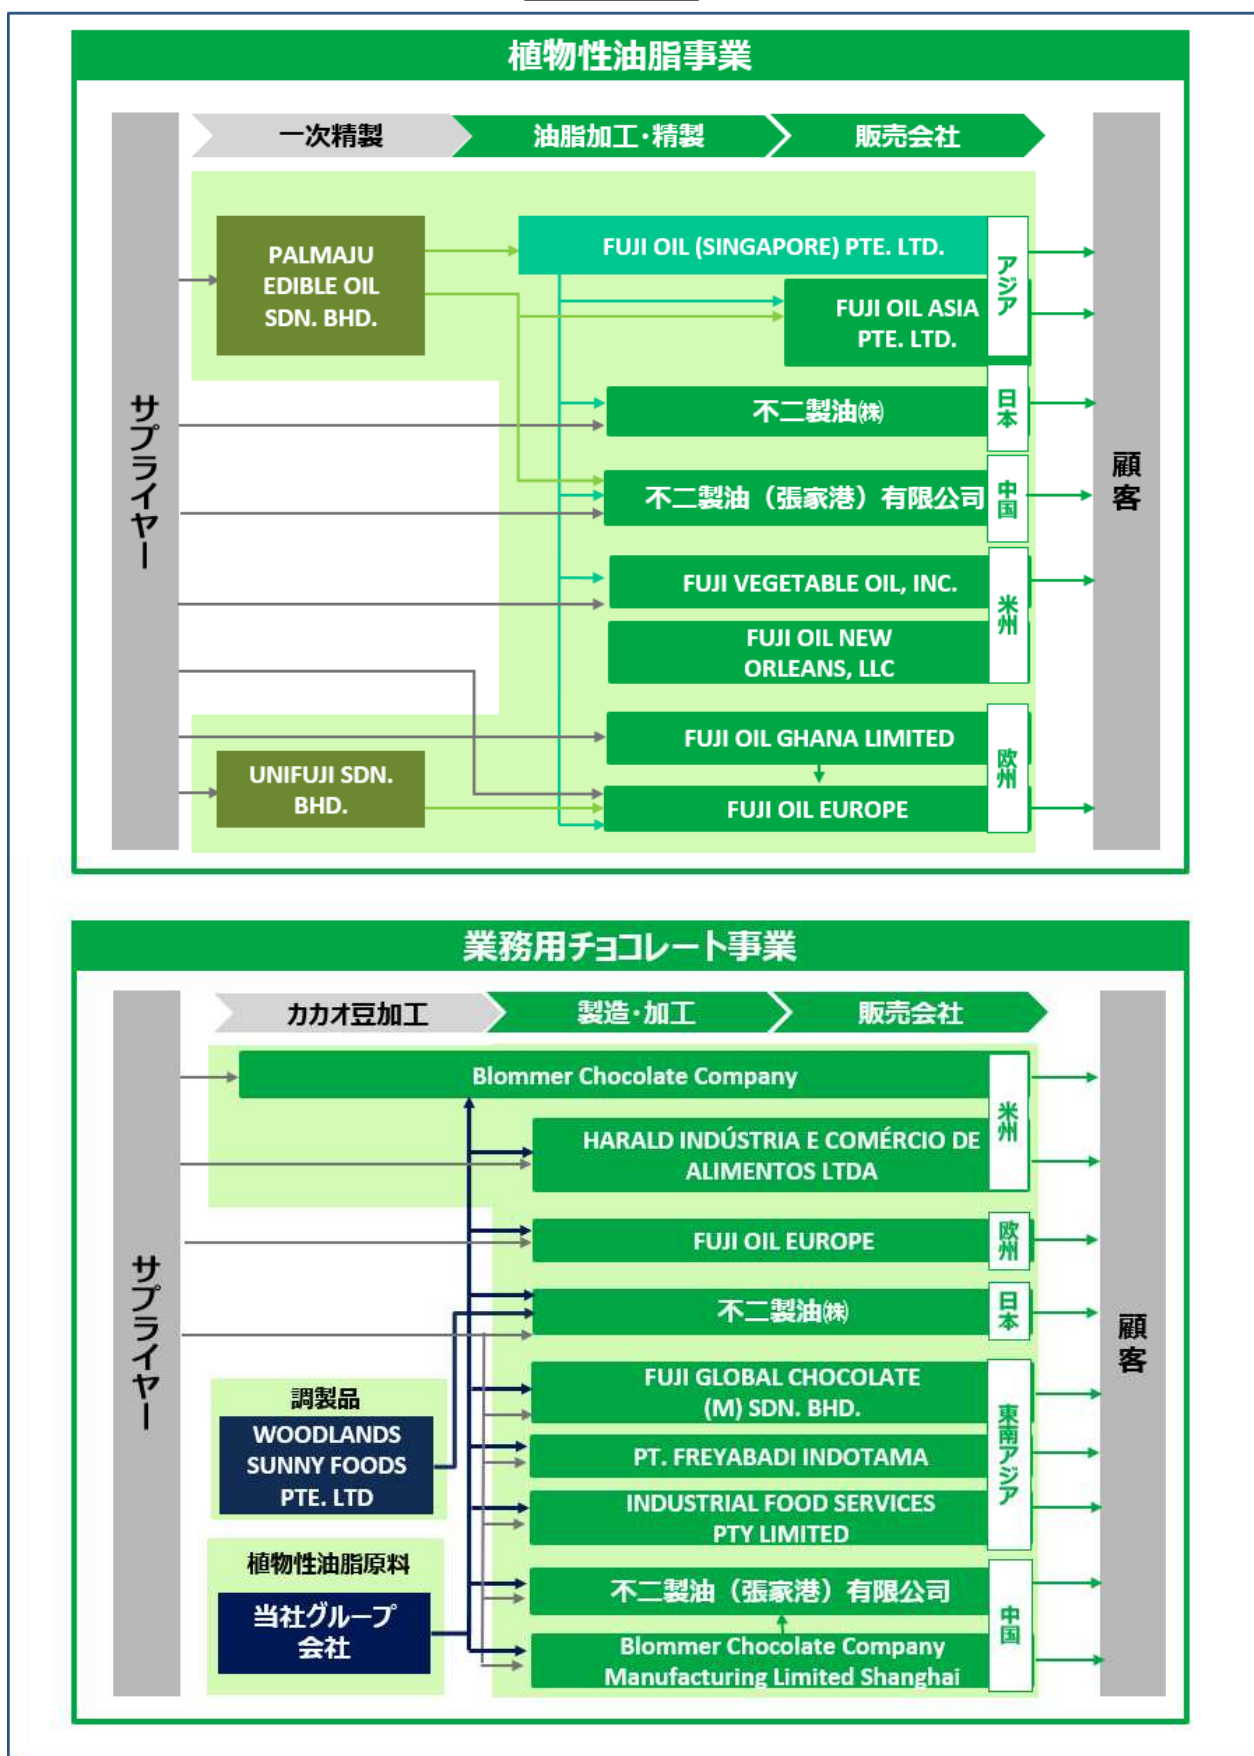 植物性油脂事業
一次精製
油脂加工・精製
販売会社
サプライヤー
PALMAJU
EDIBLE OIL
SDN. BHD.
FUJI OIL (SINGAPORE) PTE. LTD.
アジア
FUJI OIL ASIA
PTE. LTD.
不二製油㈱
日本
不二製油（張家港）有限公司
中国
FUJI VEGETABLE OIL, INC.
米州
FUJI OIL NEW
ORLEANS, LLC
FUJI OIL GHANA LIMITED
欧州
UNIFUJI SDN.
BHD.
FUJI OIL EUROPE
顧客
業務用チョコレート事業
カカオ豆加工
製造・加工
販売会社
サプライヤー
Blommer Chocolate Company
米州
HARALD INDÚSTRIA E COMÉRCIO DE
ALIMENTOS LTDA
FUJI OIL EUROPE
欧州
不二製油㈱
日本
調製品
WOODLANDS
SUNNY FOODS
PTE. LTD
FUJI GLOBAL CHOCOLATE
(M) SDN. BHD.
東南アジア
PT. FREYABADI INDOTAMA
INDUSTRIAL FOOD SERVICES
PTY LIMITED
植物性油脂原料
当社グループ
会社
不二製油（張家港）有限公司
中国
Blommer Chocolate Company
Manufacturing Limited Shanghai
顧客